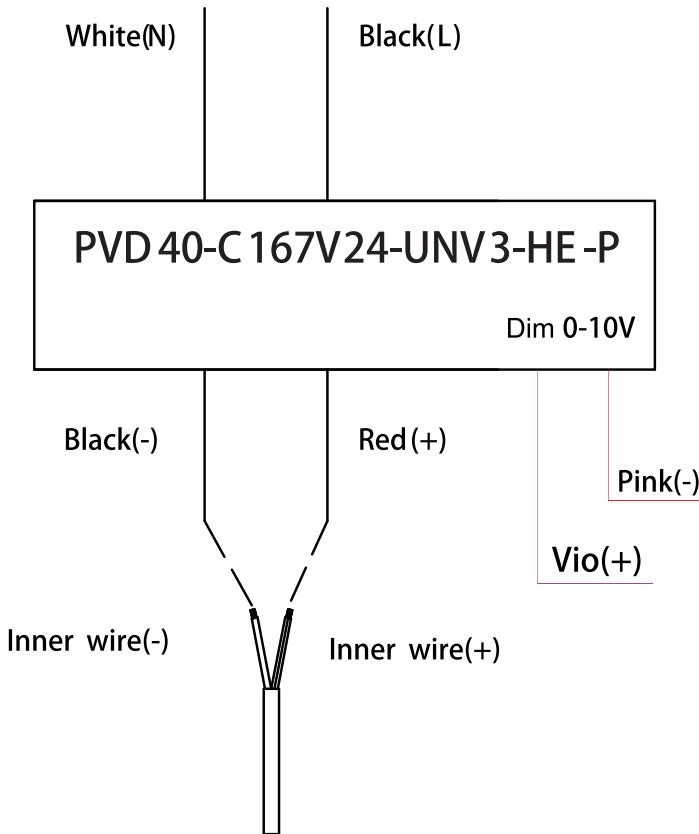 White(N)
Black(L)
PVD 40-C 167V24-UNV 3-HE -P
Dim 0-10V
Black(-)
Red (+)
Pink(-)
Vio(+)
Inner wire(-)
Inner wire(+)